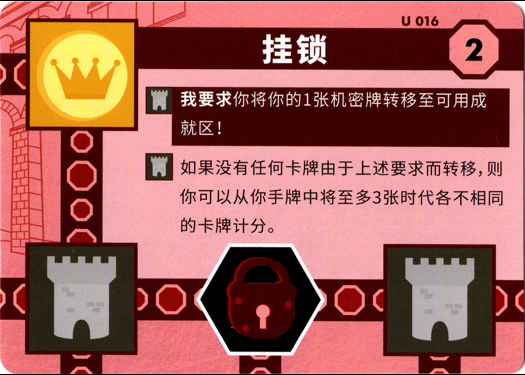 U 016
挂锁
2
我要求你将你的1张机密牌转移至可用成
就区！
如果没有任何卡牌由于上述要求而转移，则
你可以从你手牌中将至多3张时代各不相同
的卡牌计分。